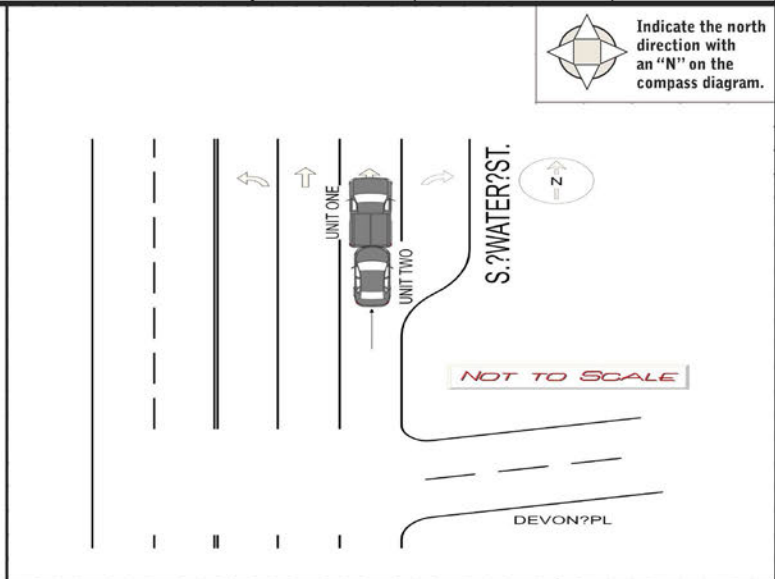 Indicate the north
direction with
an “N” on the
compass diagram.
UNIT ONE
UNIT TWO
S.?WATER?ST.
N
NOT TO SCALE
DEVON?PL